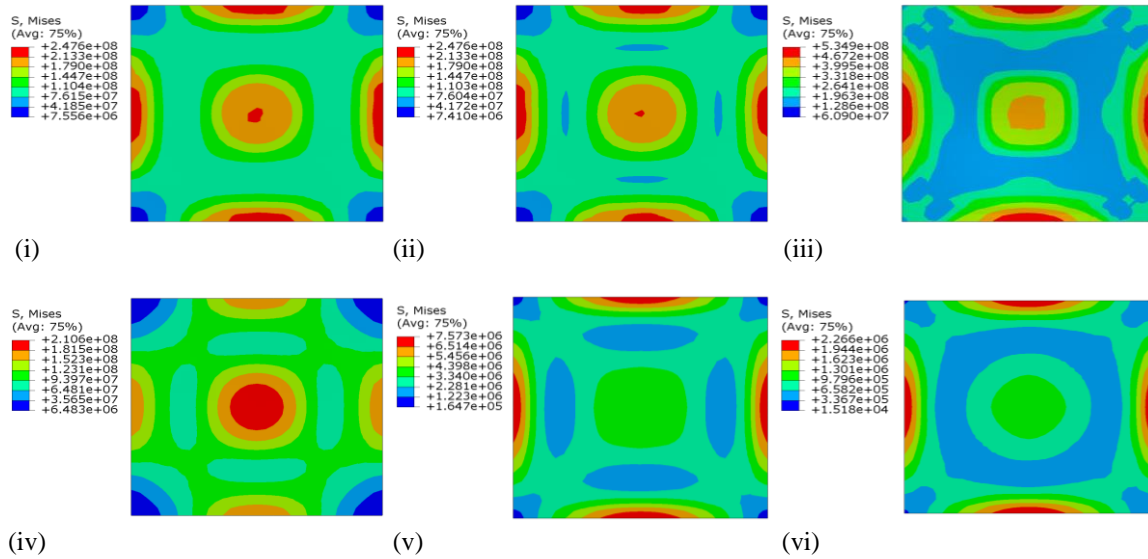 S, Mises
(Avg: 75%)
+2.476e+08
+2.133e+08
+1.790e+08
+1.447e+08
+1.104e+08
+7.615e+07
+4.185e+07
+7.556e+06
(i)
S, Mises
(Avg: 75%)
+2.476e+08
+2.133e+08
+1.790e+08
+1.447e+08
+1.103e+08
+7.604e+07
+4.172e+07
+7.410e+06
(ii)
S, Mises
(Avg: 75%)
+5.349e+08
+4.672e+08
+3.995e+08
+3.318e+08
+2.641e+08
+1.963e+08
+1.286e+08
+6.090e+07
(iii)
S, Mises
(Avg: 75%)
+2.106e+08
+1.815e+08
+1.523e+08
+1.231e+08
+9.397e+07
+6.481e+07
+3.565e+07
+6.483e+06
(iv)
S, Mises
(Avg: 75%)
+7.573e+06
+6.514e+06
+5.456e+06
+4.398e+06
+3.340e+06
+2.281e+06
+1.223e+06
+1.647e+05
(v)
S, Mises
(Avg: 75%)
+2.266e+06
+1.944e+06
+1.623e+06
+1.301e+06
+9.796e+05
+6.582e+05
+3.367e+05
+1.518e+04
(vi)